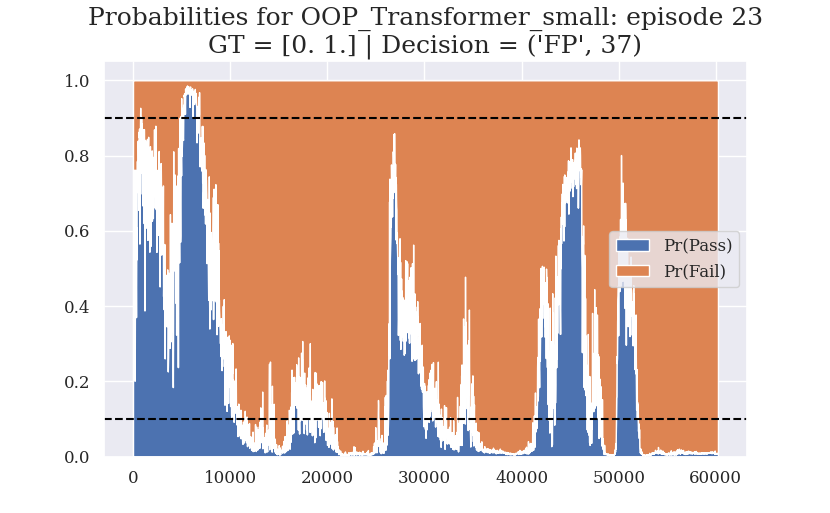 Probabilities for OOP_Transformer_small: episode 23
GT = [0. 1.] | Decision = ('FP', 37)
1.0
0.8
0.6
0.4
0.2
0.0
Pr(Pass)
Pr(Fail)
0 10000 20000 30000 40000 50000 60000